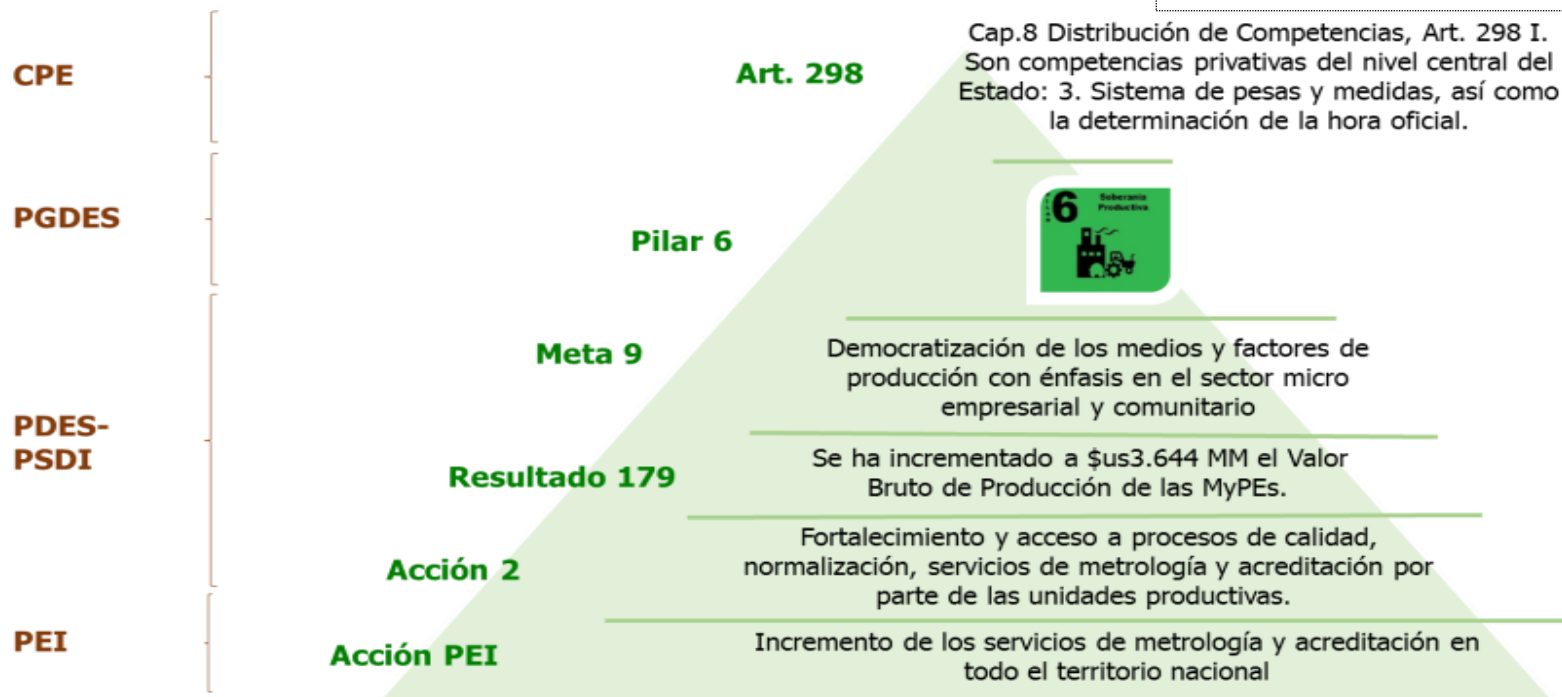 CPE
Art. 298
Cap.8 Distribución de Competencias, Art. 298 I.
Son competencias privativas del nivel central del
Estado: 3. Sistema de pesas y medidas, así como
la determinación de la hora oficial.
PGDES
Pilar 6
PILAR
6
Soberanía
Productiva
PDES-
PSDI
Meta 9
Democratización de los medios y factores de
producción con énfasis en el sector micro
empresarial y comunitario
Resultado 179
Se ha incrementado a $us3.644 MM el Valor
Bruto de Producción de las MyPEs.
Acción 2
Fortalecimiento y acceso a procesos de calidad,
normalización, servicios de metrología y acreditación por
parte de las unidades productivas.
PEI
Acción PEI
Incremento de los servicios de metrología y acreditación en
todo el territorio nacional